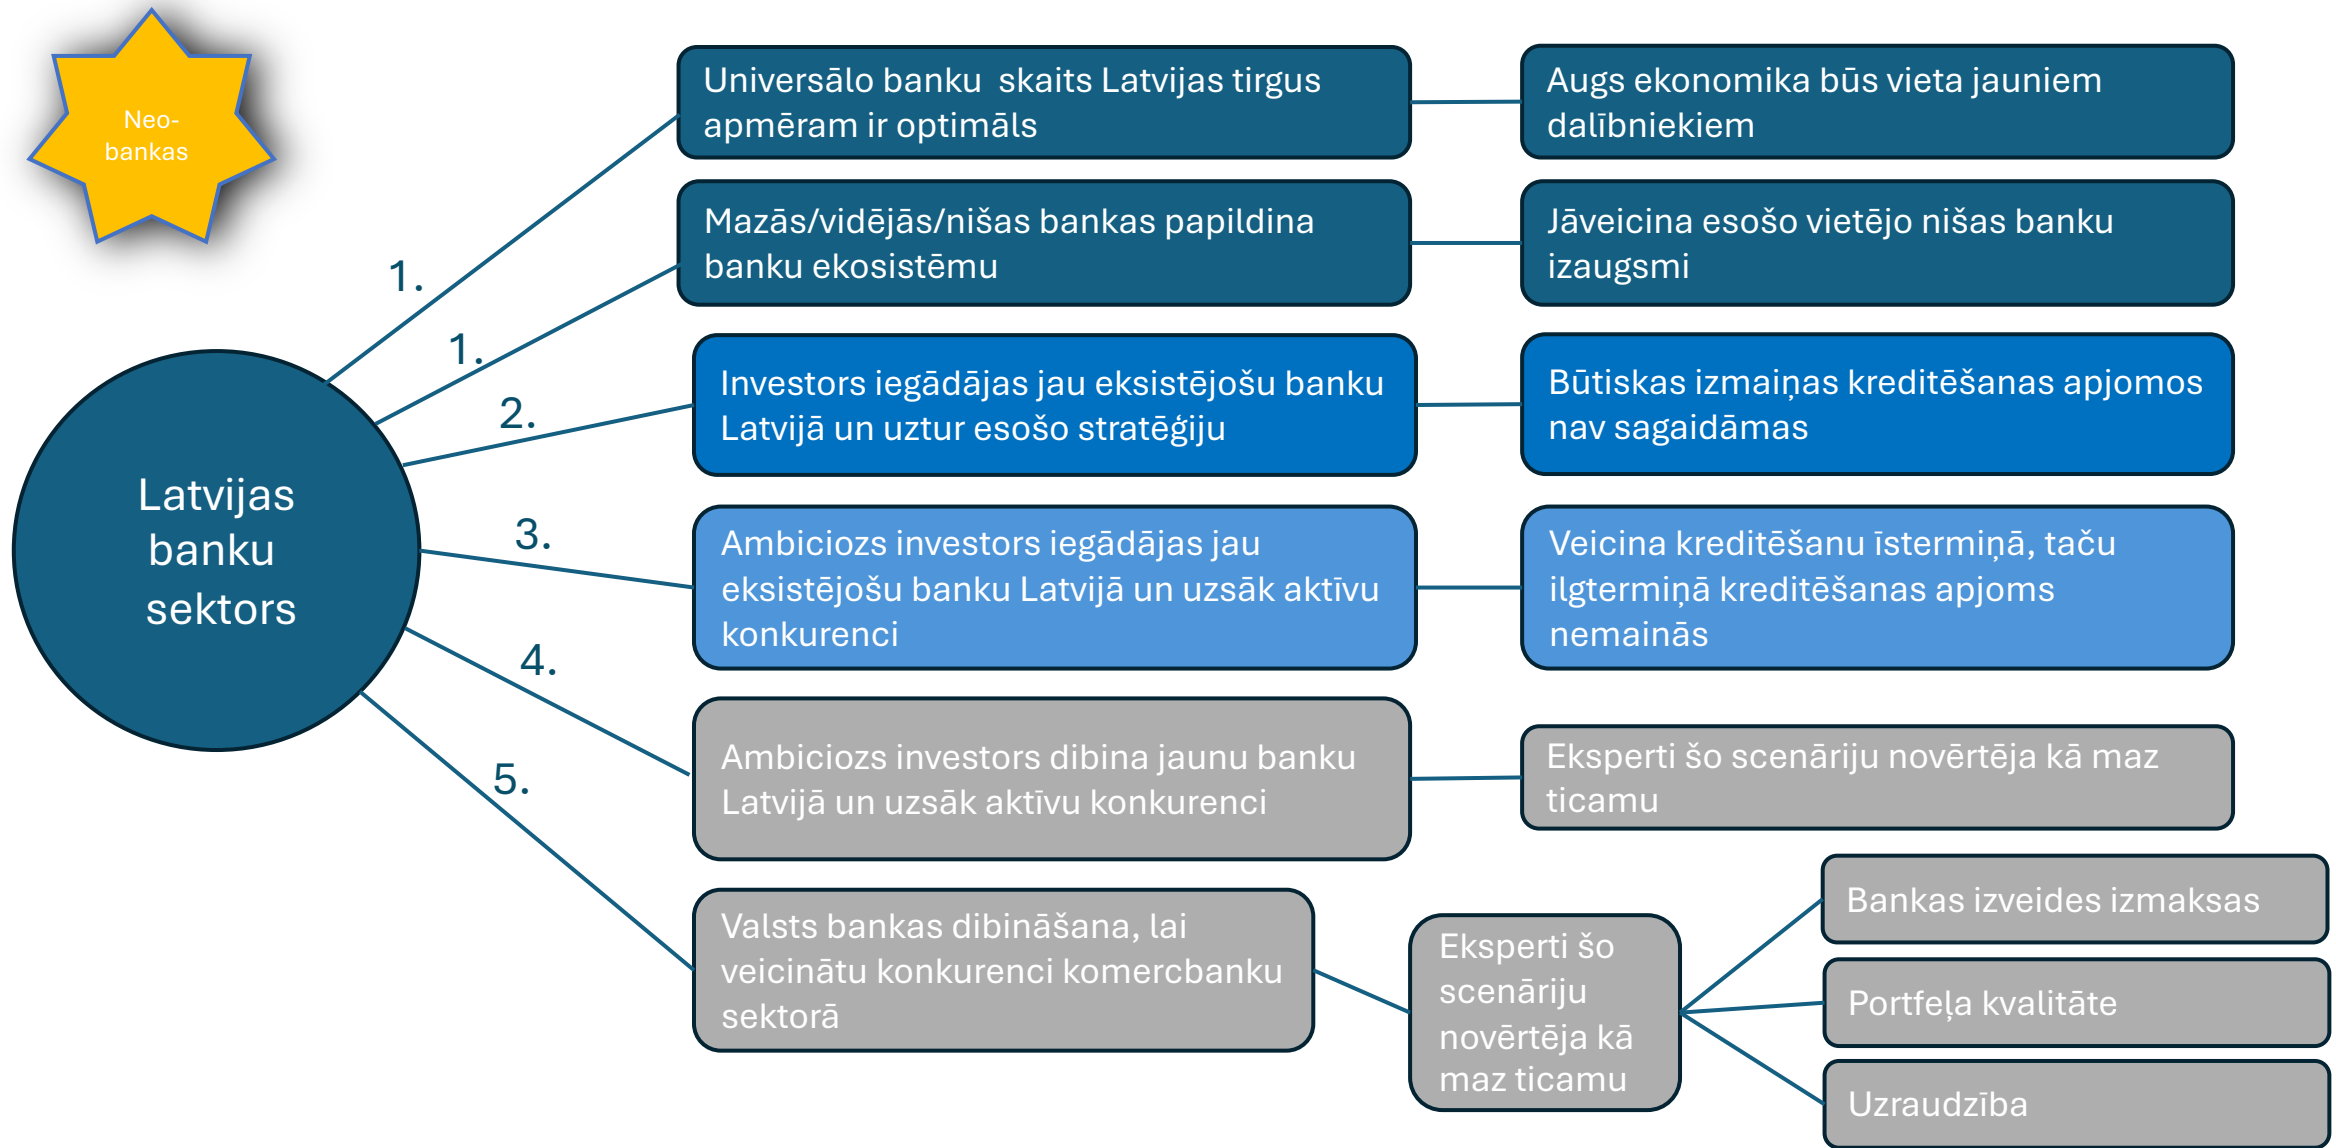 Neo-
bankas
Latvijas
banku
sektors
1.
Universālo banku  skaits Latvijas tirgus
apmēram ir optimāls
Augs ekonomika būs vieta jauniem
dalībniekiem
1.
Mazās/vidējās/nišas bankas papildina
banku ekosistēmu
Jāveicina esošo vietējo nišas banku
izaugsmi
2.
Investors iegādājas jau eksistējošu banku
Latvijā un uztur esošo stratēģiju
Būtiskas izmaiņas kreditēšanas apjomos
nav sagaidāmas
3.
Ambiciozs investors iegādājas jau
eksistējošu banku Latvijā un uzsāk aktīvu
konkurenci
Veicina kreditēšanu īstermiņā, taču
ilgtermiņā kreditēšanas apjoms
nemainās
4.
Ambiciozs investors dibina jaunu banku
Latvijā un uzsāk aktīvu konkurenci
Eksperti šo scenāriju novērtēja kā maz
ticamu
5.
Valsts bankas dibināšana, lai
veicinātu konkurenci komercbanku
sektorā
Eksperti šo
scenāriju
novērtēja kā
maz ticamu
Bankas izveides izmaksas
Portfeļa kvalitāte
Uzraudzība